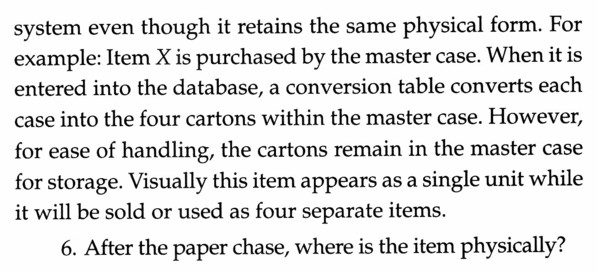 system even though it retains the same physical form. For
example: Item X is purchased by the master case. When it is
entered into the database, a conversion table converts each
case into the four cartons within the master case. However,
for ease of handling, the cartons remain in the master case
for storage. Visually this item appears as a single unit while
it will be sold or used as four separate items.
6. After the paper chase, where is the item physically?